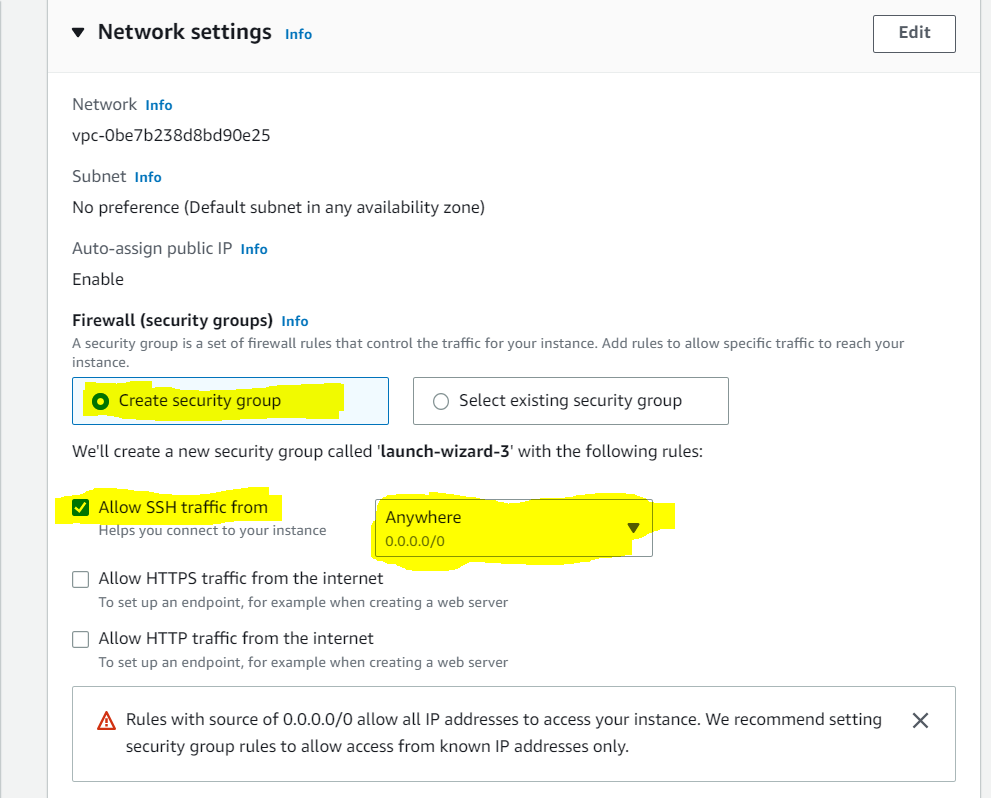 Network settings Info
Edit
Network Info
vpc-0be7b238d8bd90e25
Subnet Info
No preference (Default subnet in any availability zone)
Auto-assign public IP Info
Enable
Firewall (security groups) Info
A security group is a set of firewall rules that control the traffic for your instance. Add rules to allow specific traffic to reach your
instance.
Create security group
Select existing security group
We'll create a new security group called 'launch-wizard-3' with the following rules:
Allow SSH traffic from
Helps you connect to your instance
Anywhere
0.0.0.0/0
Allow HTTPS traffic from the internet
To set up an endpoint, for example when creating a web server
Allow HTTP traffic from the internet
To set up an endpoint, for example when creating a web server
Rules with source of 0.0.0.0/0 allow all IP addresses to access your instance. We recommend setting
security group rules to allow access from known IP addresses only.